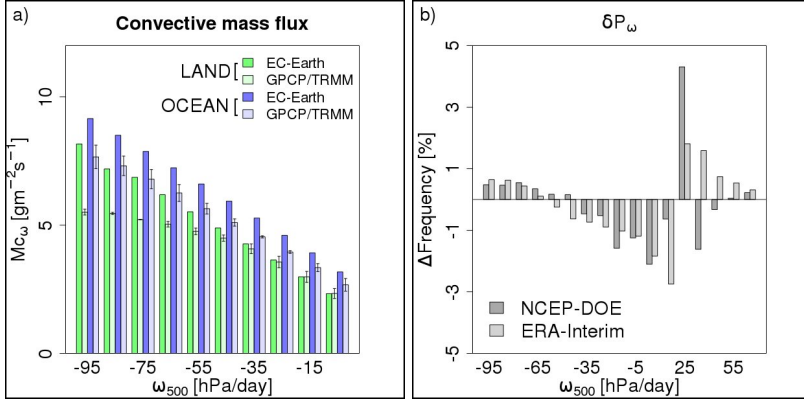 a)
Convective mass flux
LAND
EC-Earth
GPCP/TRMM
OCEAN
EC-Earth
GPCP/TRMM
Mcω [gm⁻²s⁻¹]
10
5
0
-95 -75 -55 -35 -15
ω500 [hPa/day]
b)
δPω
ΔFrequency [%]
5
3
1
-1
-3
-5
NCEP-DOE
ERA-Interim
-95 -65 -35 -5 25 55
ω500 [hPa/day]